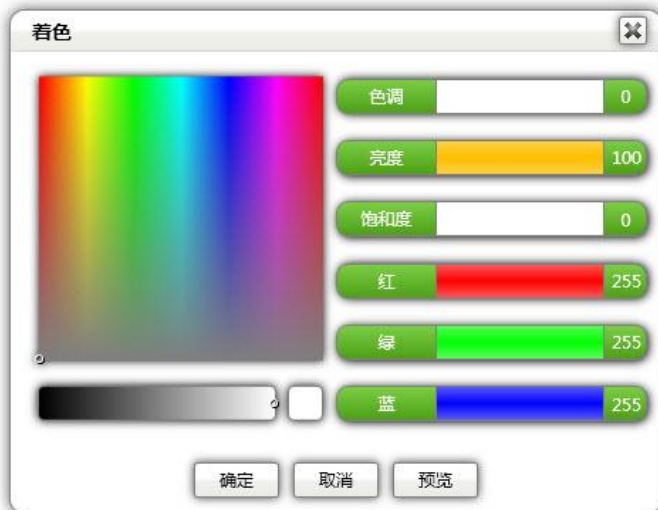 着色
色调 0
亮度 100
饱和度 0
红 255
绿 255
蓝 255
确定 取消 预览